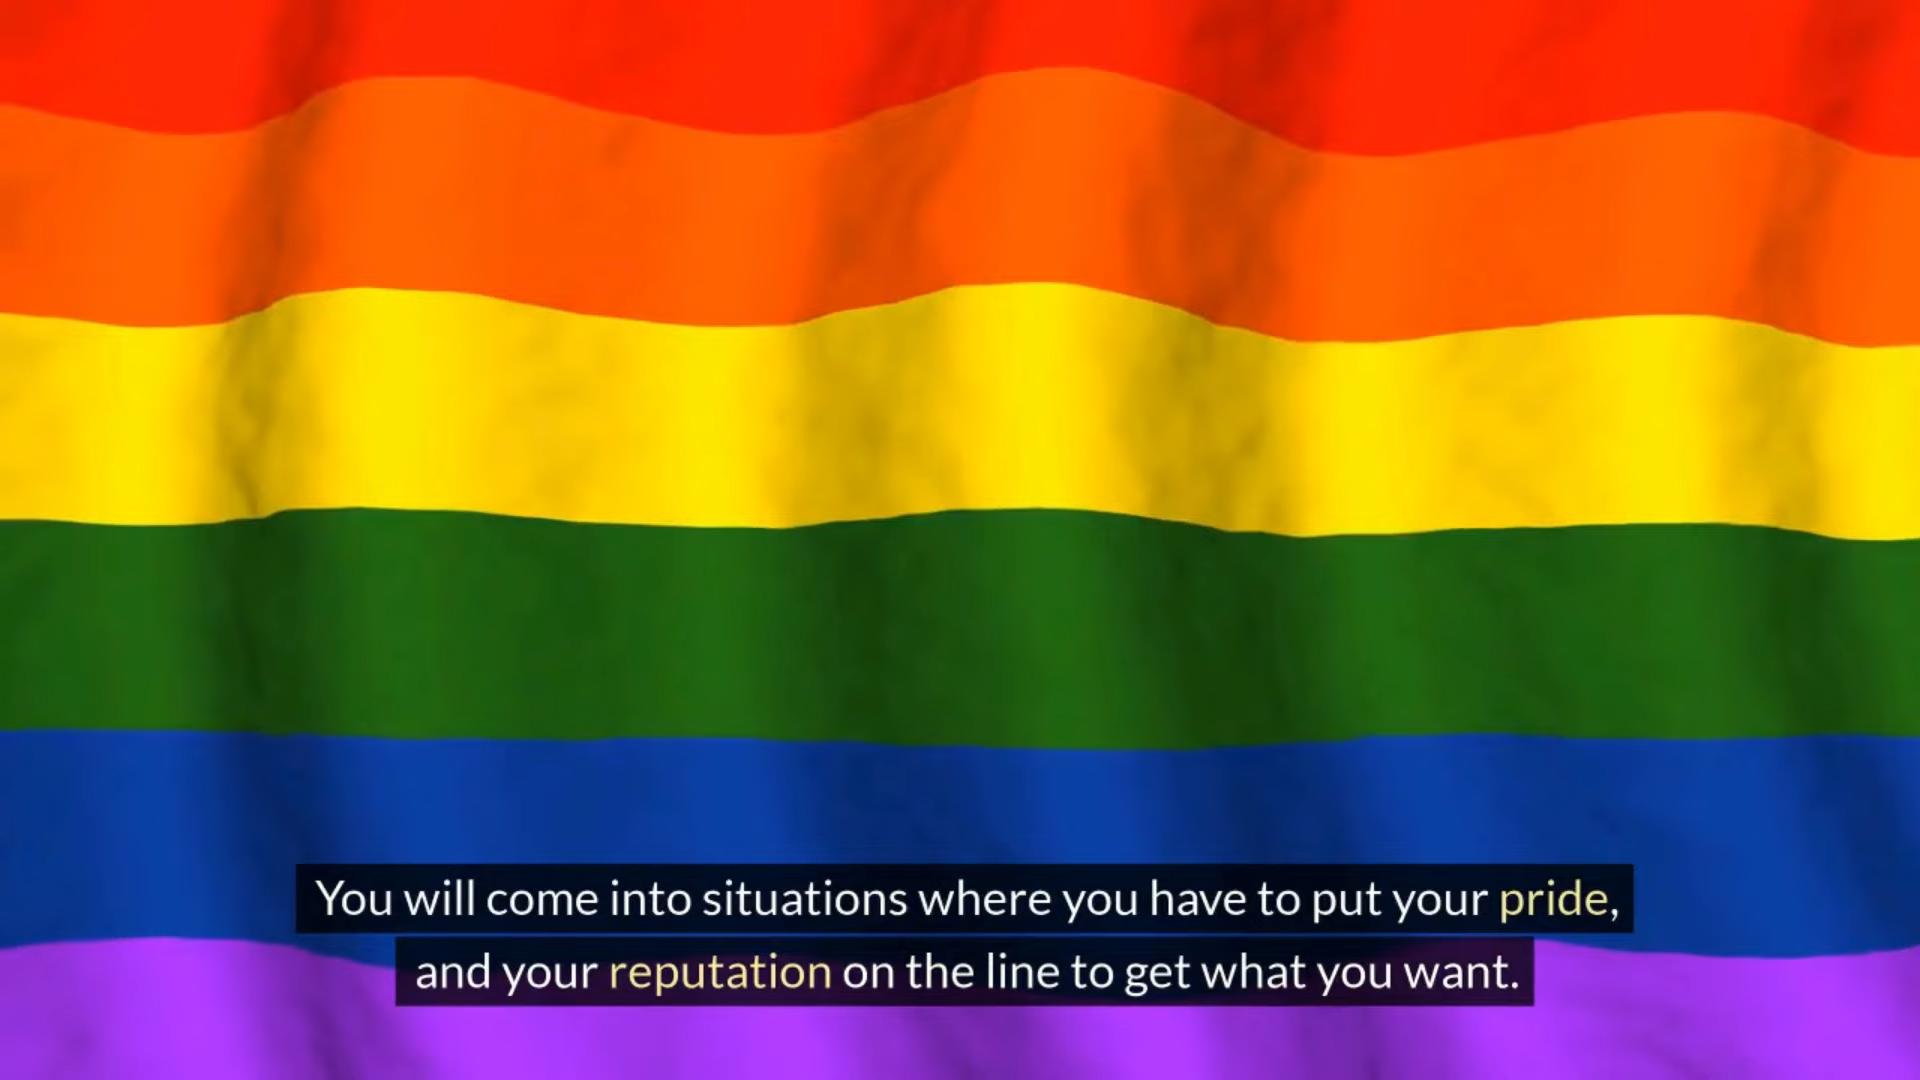 You will come into situations where you have to put your pride,
and your reputation on the line to get what you want.